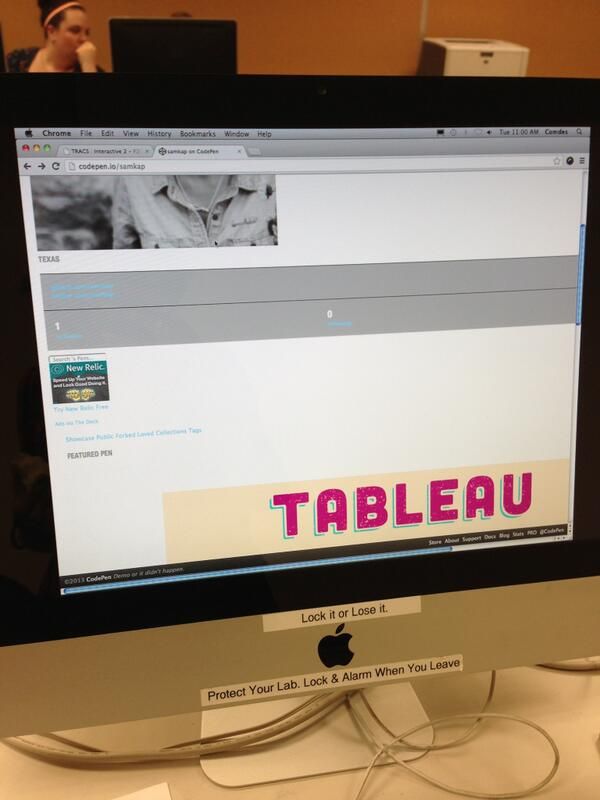 Chrome File Edit View History Bookmarks Window Help Tue 11:00 AM Comdes
TRACS : Interactive 2 - samkap on CodePen
codepen.io/samkap
TEXAS
1 0
Search 's Pens...
New Relic.
Speed Up Your Website
and Look Good Doing it.
Try New Relic Free
Ads via The Deck
Showcase Public Forked Loved Collections Tags
FEATURED PEN
TABLEAU
Store About Support Docs Blog Stats PRO @CodePen
©2013 CodePen Demo or it didn't happen.
Lock it or Lose it.
Protect Your Lab. Lock & Alarm When You Leave